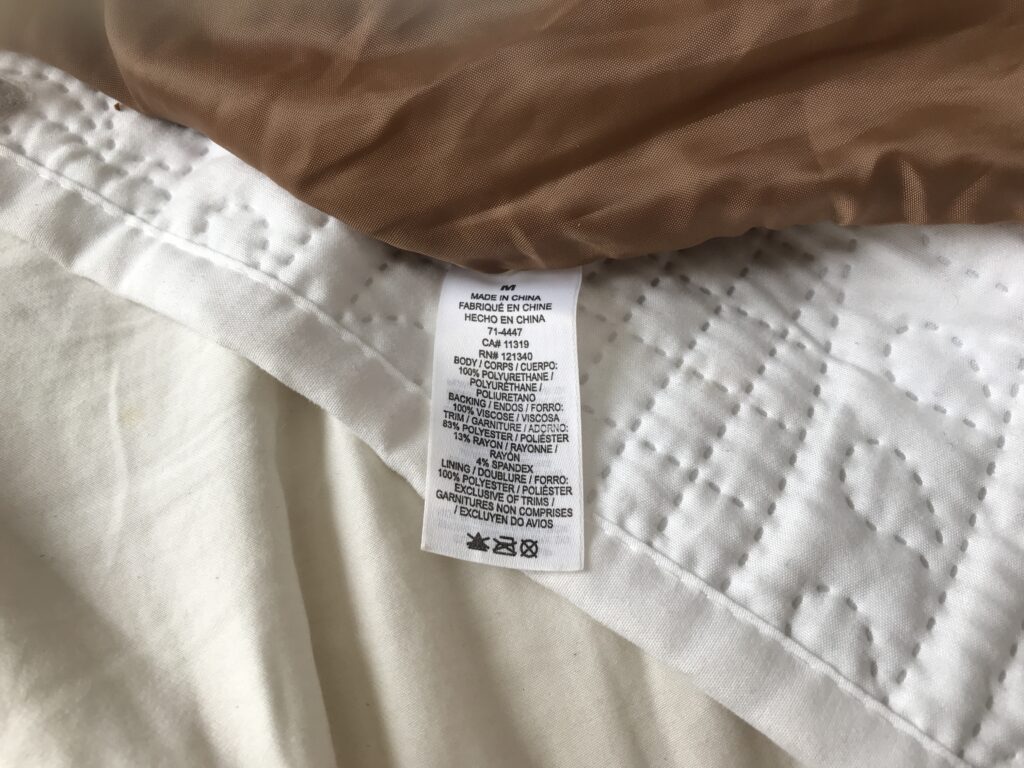 M
MADE IN CHINA
FABRIQUÉ EN CHINE
HECHO EN CHINA
71-4447
CA# 11319
RN# 121340
BODY / CORPS / CUERPO:
100% POLYURETHANE /
POLYURÉTHANE /
POLIURETANO
BACKING / ENDOS / FORRO:
100% VISCOSE / VISCOSA
TRIM / GARNITURE / ADORNO:
83% POLYESTER / POLIÉSTER
13% RAYON / RAYONNE /
RAYON
4% SPANDEX
LINING / DOUBLURE / FORRO:
100% POLYESTER / POLIÉSTER
EXCLUSIVE OF TRIMS /
GARNITURES NON COMPRISES
/ EXCLUYEN DO AVIOS